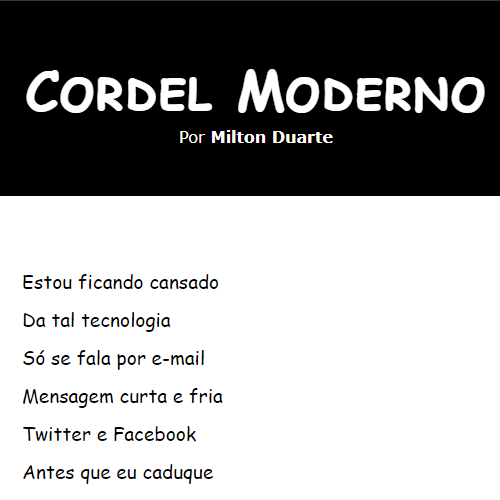 Cordel Moderno
Por Milton Duarte
Estou ficando cansado
Da tal tecnologia
Só se fala por e-mail
Mensagem curta e fria
Twitter e Facebook
Antes que eu caduque